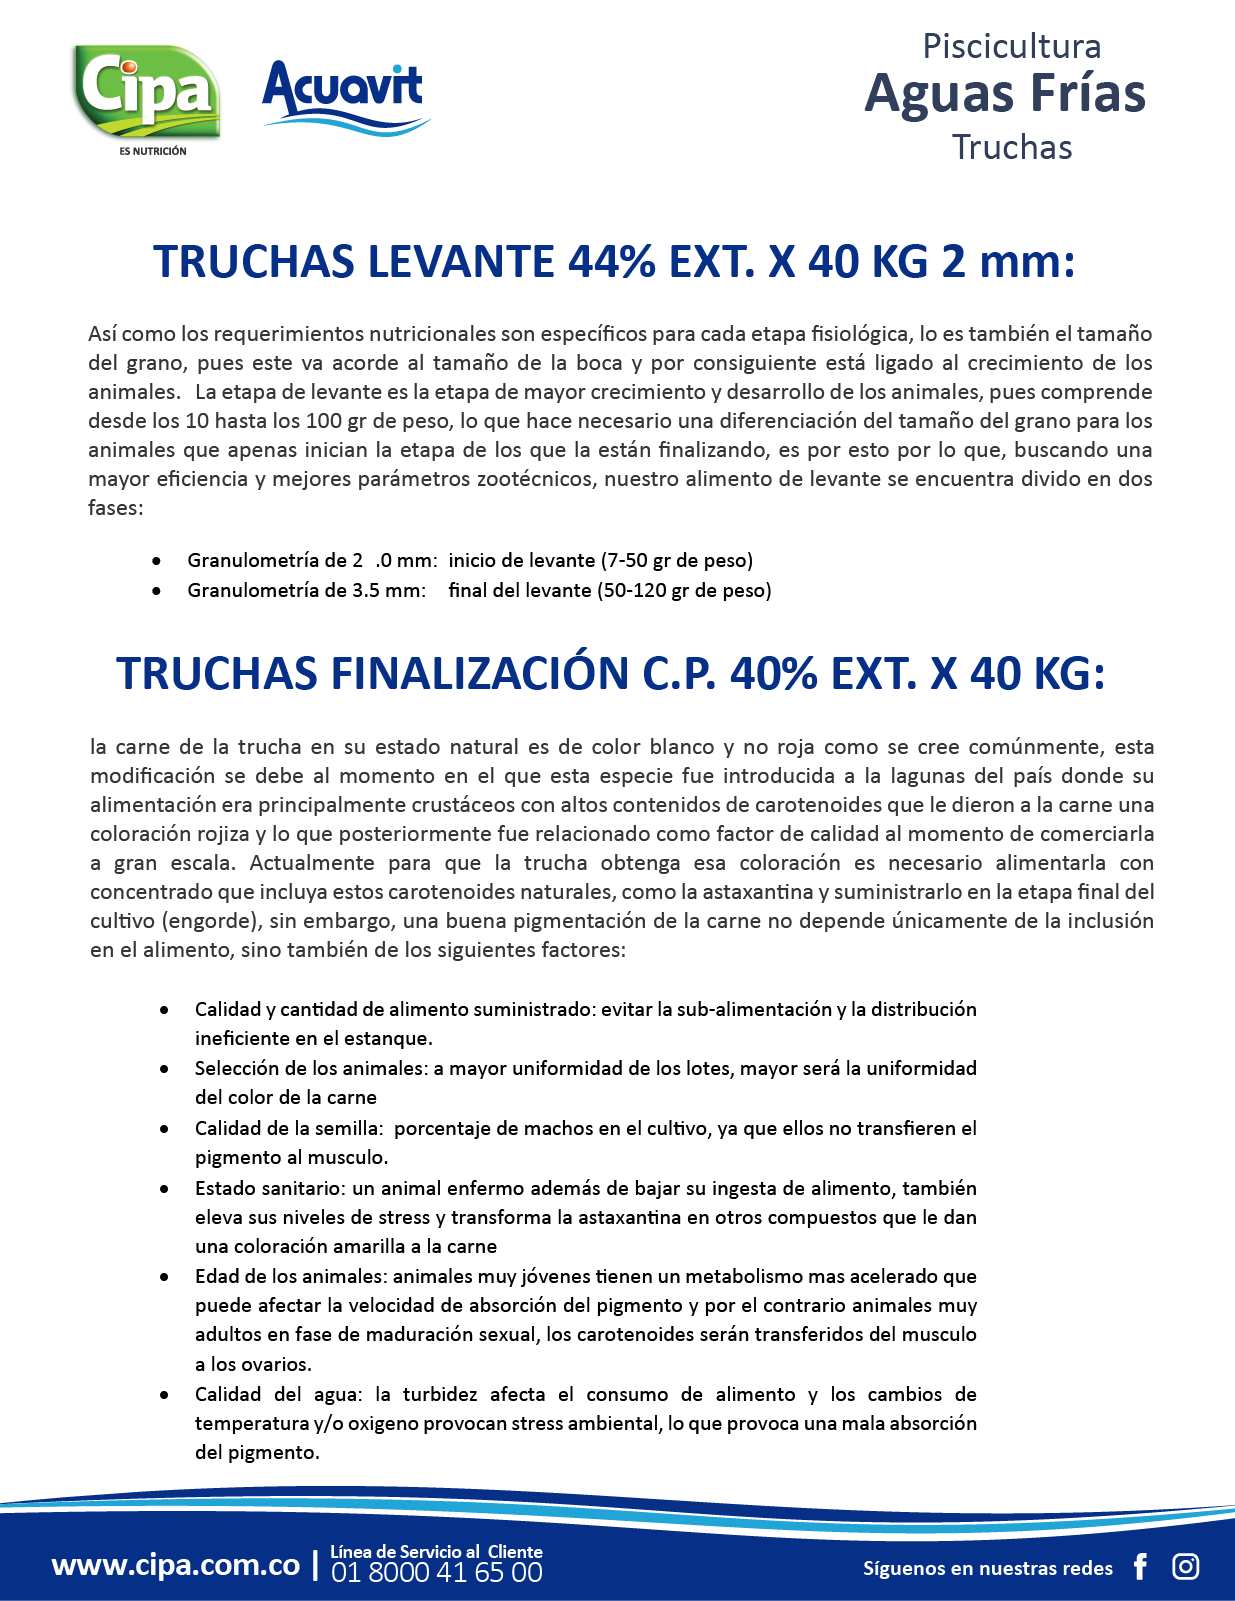 Cipa
ES NUTRICIÓN
Acuavit
Piscicultura
Aguas Frías
Truchas
TRUCHAS LEVANTE 44% EXT. X 40 KG 2 mm:
Así como los requerimientos nutricionales son específicos para cada etapa fisiológica, lo es también el tamaño
del grano, pues este va acorde al tamaño de la boca y por consiguiente está ligado al crecimiento de los
animales.   La etapa de levante es la etapa de mayor crecimiento y desarrollo de los animales, pues comprende
desde los 10 hasta los 100 gr de peso, lo que hace necesario una diferenciación del tamaño del grano para los
animales que apenas inician la etapa de los que la están finalizando, es por esto por lo que, buscando una
mayor eficiencia y mejores parámetros zootécnicos, nuestro alimento de levante se encuentra divido en dos
fases:
• Granulometría de 2  .0 mm:  inicio de levante (7-50 gr de peso)
• Granulometría de 3.5 mm:    final del levante (50-120 gr de peso)
TRUCHAS FINALIZACIÓN C.P. 40% EXT. X 40 KG:
la carne de la trucha en su estado natural es de color blanco y no roja como se cree comúnmente, esta
modificación se debe al momento en el que esta especie fue introducida a la lagunas del país donde su
alimentación era principalmente crustáceos con altos contenidos de carotenoides que le dieron a la carne una
coloración rojiza y lo que posteriormente fue relacionado como factor de calidad al momento de comerciarla
a gran escala. Actualmente para que la trucha obtenga esa coloración es necesario alimentarla con
concentrado que incluya estos carotenoides naturales, como la astaxantina y suministrarlo en la etapa final del
cultivo (engorde), sin embargo, una buena pigmentación de la carne no depende únicamente de la inclusión
en el alimento, sino también de los siguientes factores:
• Calidad y cantidad de alimento suministrado: evitar la sub-alimentación y la distribución
ineficiente en el estanque.
• Selección de los animales: a mayor uniformidad de los lotes, mayor será la uniformidad
del color de la carne
• Calidad de la semilla:  porcentaje de machos en el cultivo, ya que ellos no transfieren el
pigmento al musculo.
• Estado sanitario: un animal enfermo además de bajar su ingesta de alimento, también
eleva sus niveles de stress y transforma la astaxantina en otros compuestos que le dan
una coloración amarilla a la carne
• Edad de los animales: animales muy jóvenes tienen un metabolismo mas acelerado que
puede afectar la velocidad de absorción del pigmento y por el contrario animales muy
adultos en fase de maduración sexual, los carotenoides serán transferidos del musculo
a los ovarios.
• Calidad del agua: la turbidez afecta el consumo de alimento y los cambios de
temperatura y/o oxigeno provocan stress ambiental, lo que provoca una mala absorción
del pigmento.
www.cipa.com.co |
Línea de Servicio al  Cliente
01 8000 41 65 00
Síguenos en nuestras redes